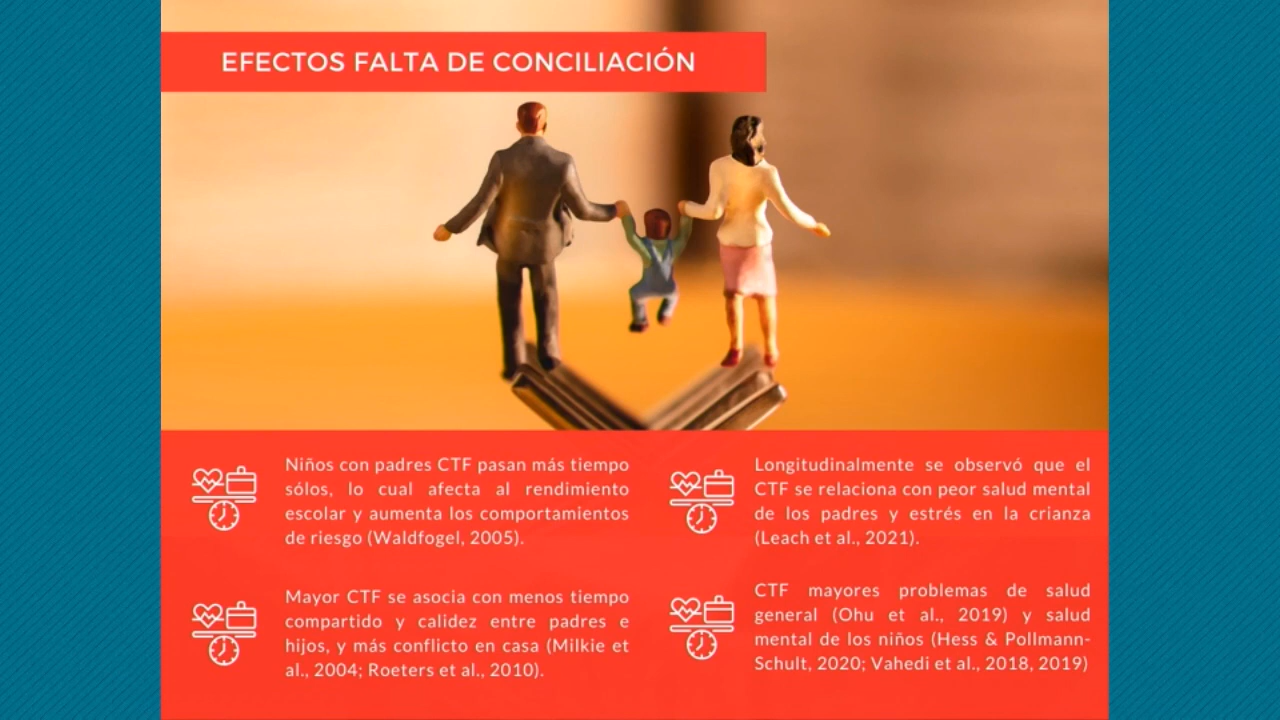 EFECTOS FALTA DE CONCILIACIÓN
Niños con padres CTF pasan más tiempo
sólos, lo cual afecta al rendimiento
escolar y aumenta los comportamientos
de riesgo (Waldfogel, 2005).
Mayor CTF se asocia con menos tiempo
compartido y calidez entre padres e
hijos, y más conflicto en casa (Milkie et
al., 2004; Roeters et al., 2010).
Longitudinalmente se observó que el
CTF se relaciona con peor salud mental
de los padres y estrés en la crianza
(Leach et al., 2021).
CTF mayores problemas de salud
general (Ohu et al., 2019) y salud
mental de los niños (Hess & Pollmann-
Schult, 2020; Vahedi et al., 2018, 2019)